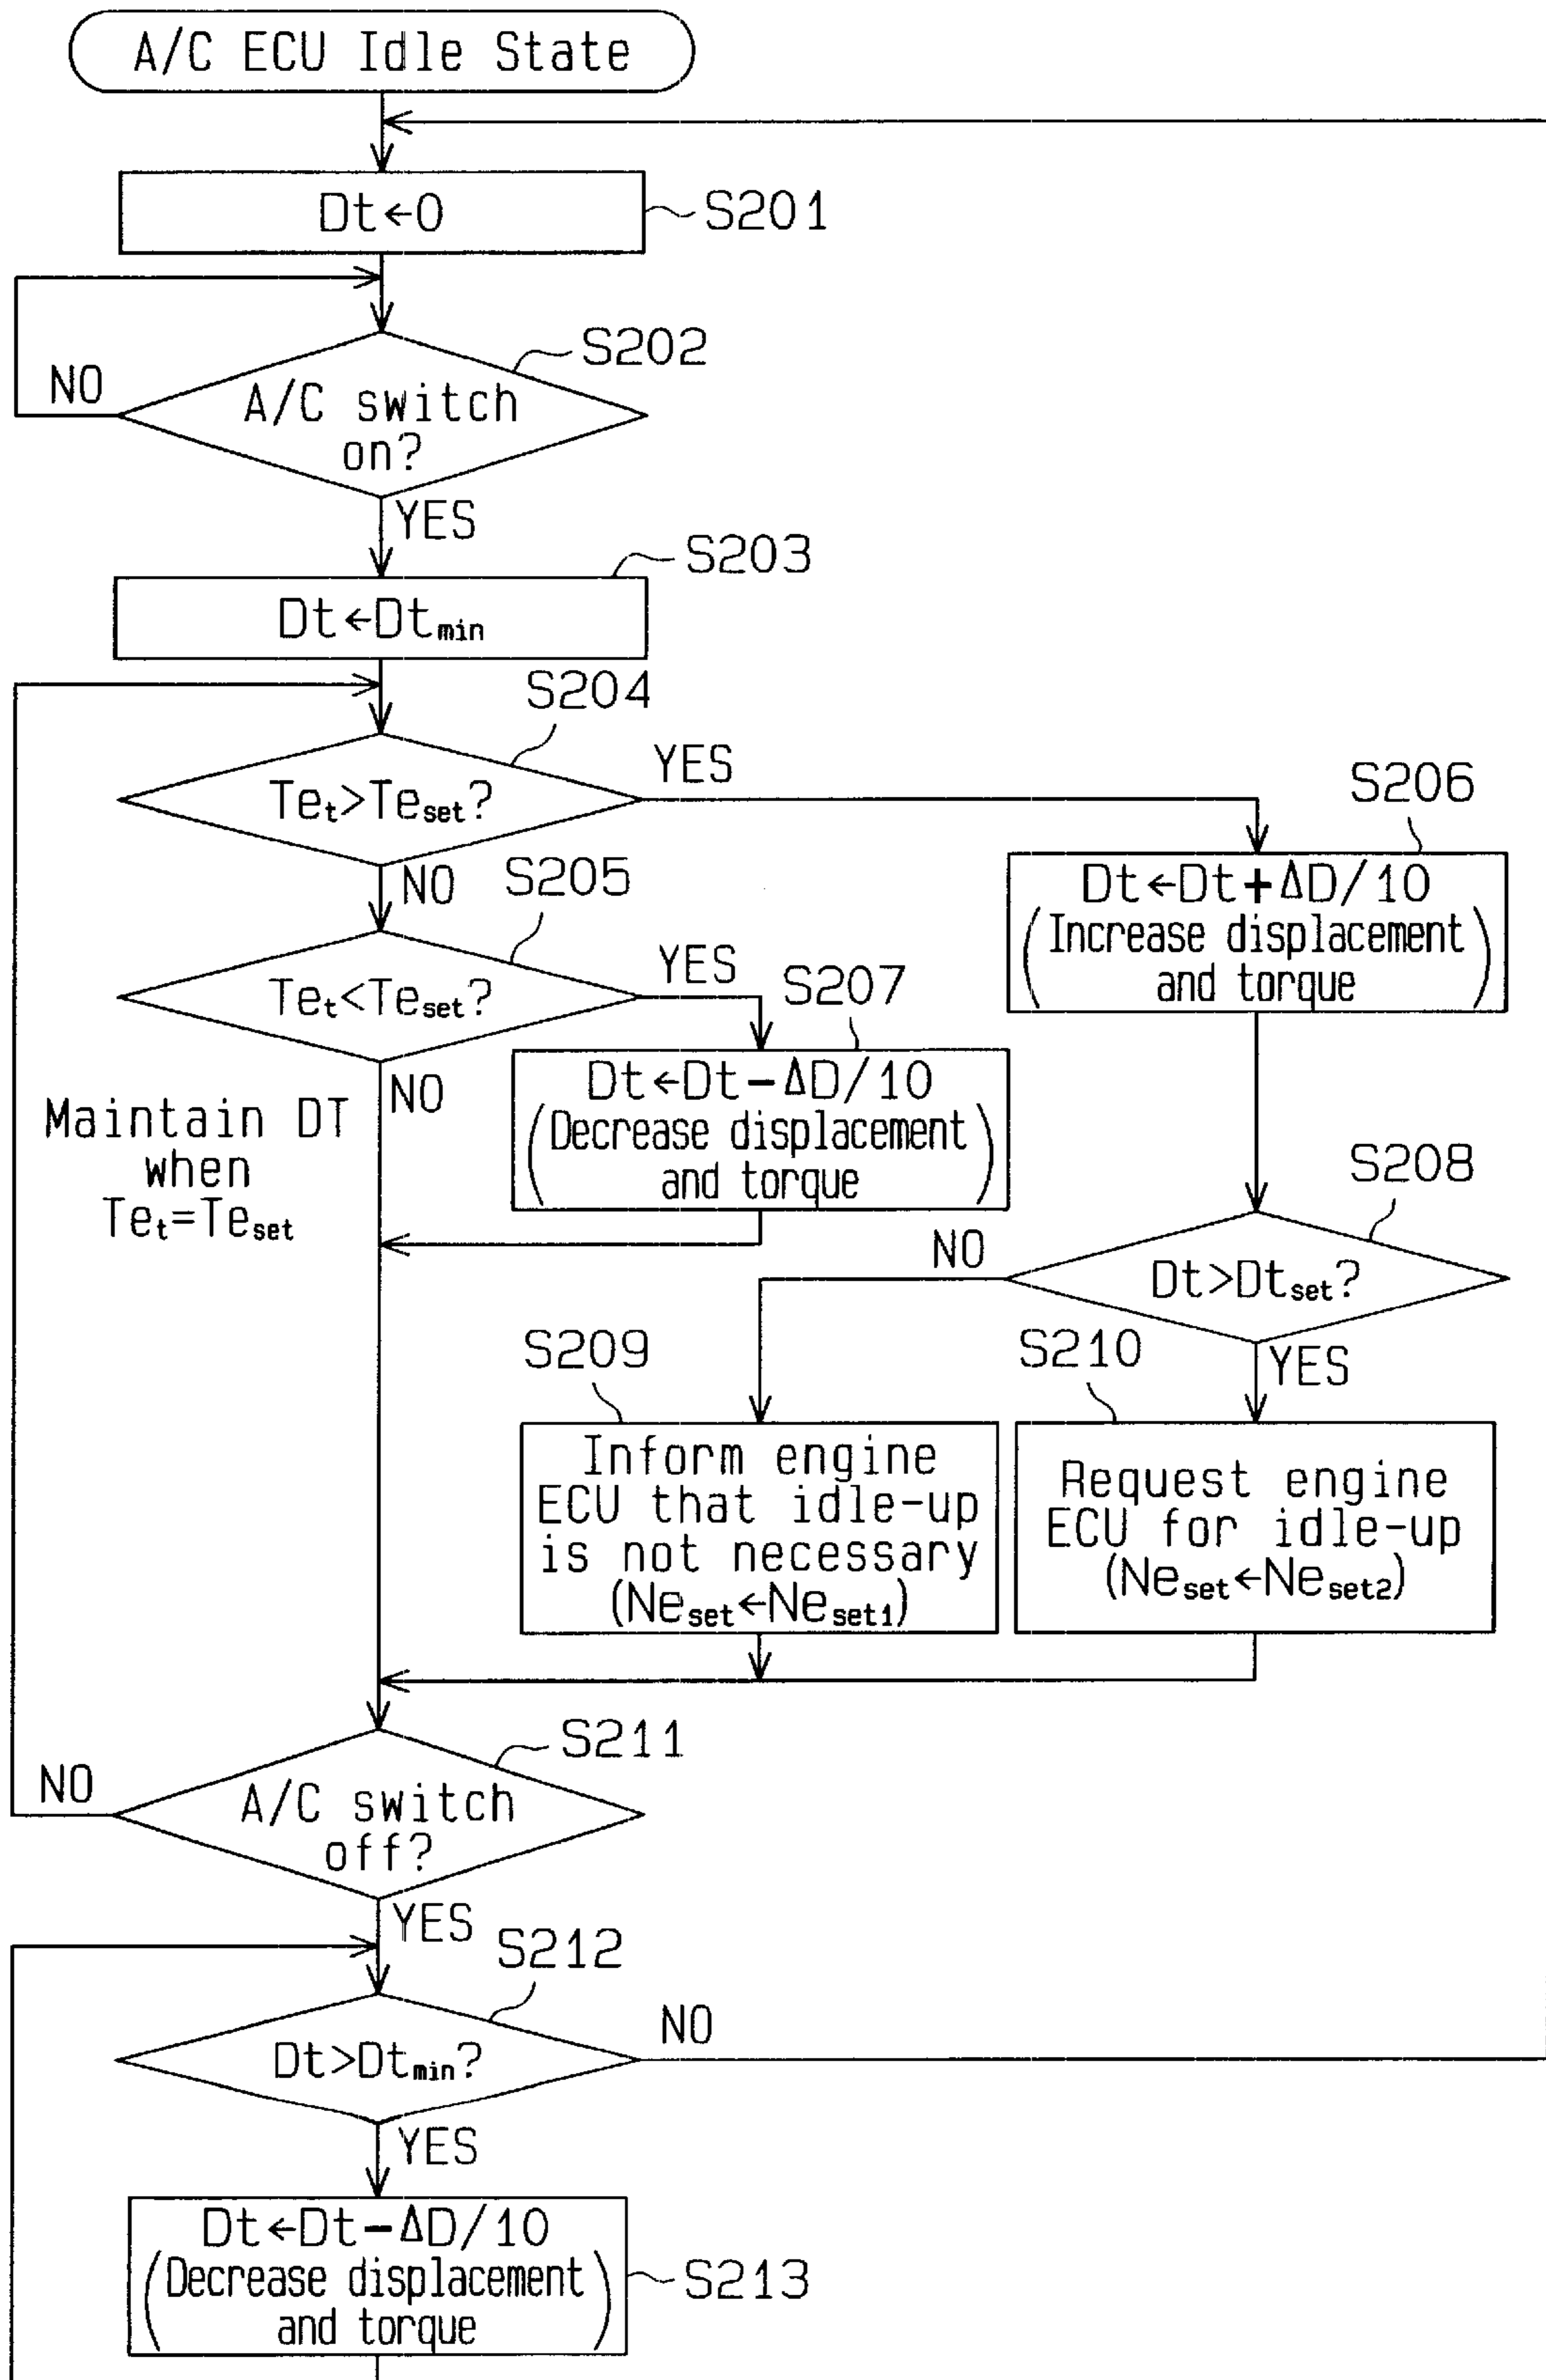 A/C ECU Idle State
Dt←0
S201
S202
NO
A/C switch
on?
YES
S203
Dt←Dtmin
S204
YES
Tet>Teset?
S206
NO
S205
Dt←Dt+ΔD/10
(Increase displacement
and torque)
YES
S207
Tet<Teset?
NO
Dt←Dt−ΔD/10
(Decrease displacement
and torque)
Maintain DT
when
Tet=Teset
S208
NO
Dt>Dtset?
S209
S210
YES
Inform engine
ECU that idle-up
is not necessary
(Neset←Neset1)
Request engine
ECU for idle-up
(Neset←Neset2)
S211
NO
A/C switch
off?
YES
S212
NO
Dt>Dtmin?
YES
Dt←Dt−ΔD/10
(Decrease displacement
and torque)
S213